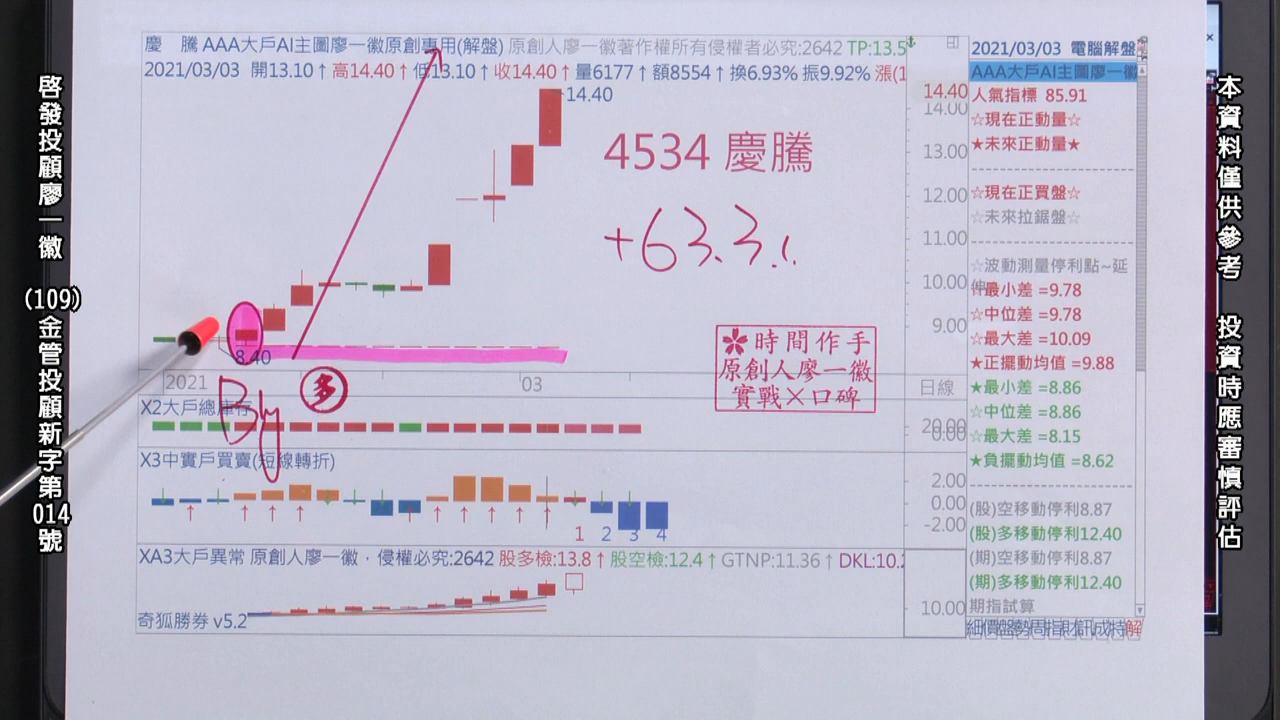 啓發投顧廖一徽
(109)金管投顧新字第014號
本資料僅供參考 投資時應審慎評估
慶 騰 AAA大戶AI主圖廖一徽原創專用(解盤) 原創人廖一徽著作權所有侵權者必究:2642 TP:13.5
2021/03/03 開13.10↑ 高14.40↑ 低13.10↑ 收14.40↑ 量6177↑ 額8554↑ 換6.93% 振9.92% 漲(1
14.40
8.40
4534 慶騰
+63.3
14.40
14.00
13.00
12.00
11.00
10.00
9.00
多
時間作手
原創人廖一徽
實戰×口碑
2021
03
日線
X2大戶總庫存
20.00
0.00
X3中實戶買賣(短線轉折)
2.00
0.00
-2.00
1 2 3 4
XA3大戶異常 原創人廖一徽，侵權必究:2642 股多檢:13.8↑ 股空檢:12.4↑ GTNP:11.36↑ DKL:10.2
10.00
奇狐勝券 v5.2
2021/03/03 電腦解盤
AAA大戶AI主圖廖一徽
人氣指標 85.91
☆現在正動量☆
★未來正動量★
☆現在正買盤☆
☆未來拉鋸盤☆
☆波動測量停利點~延伸
☆最小差 =9.78
☆中位差 =9.78
☆最大差 =10.09
★正擺動均值 =9.88
★最小差 =8.86
☆中位差 =8.86
☆最大差 =8.15
★負擺動均值 =8.62
(股)空移動停利8.87
(股)多移動停利12.40
(期)空移動停利8.87
(期)多移動停利12.40
期指試算